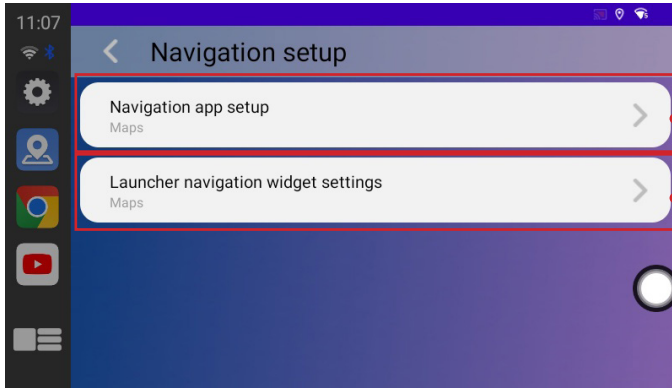 11:07
Navigation setup
Navigation app setup
Maps
Launcher navigation widget settings
Maps